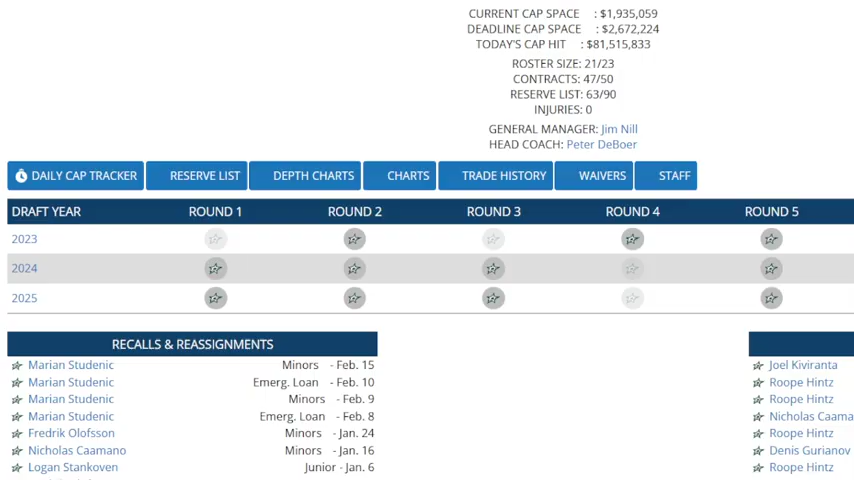 CURRENT CAP SPACE : $1,935,059
DEADLINE CAP SPACE : $2,672,224
TODAY'S CAP HIT : $81,515,833
ROSTER SIZE: 21/23
CONTRACTS: 47/50
RESERVE LIST: 63/90
INJURIES: 0
GENERAL MANAGER: Jim Nill
HEAD COACH: Peter DeBoer
DAILY CAP TRACKER RESERVE LIST DEPTH CHARTS CHARTS TRADE HISTORY WAIVERS STAFF
DRAFT YEAR ROUND 1 ROUND 2 ROUND 3 ROUND 4 ROUND 5
2023
2024
2025
RECALLS & REASSIGNMENTS
Marian Studenic Minors - Feb. 15
Marian Studenic Emerg. Loan - Feb. 10
Marian Studenic Minors - Feb. 9
Marian Studenic Emerg. Loan - Feb. 8
Fredrik Olofsson Minors - Jan. 24
Nicholas Caamano Minors - Jan. 16
Logan Stankoven Junior - Jan. 6
Joel Kiviranta
Roope Hintz
Roope Hintz
Nicholas Caama
Roope Hintz
Denis Gurianov
Roope Hintz